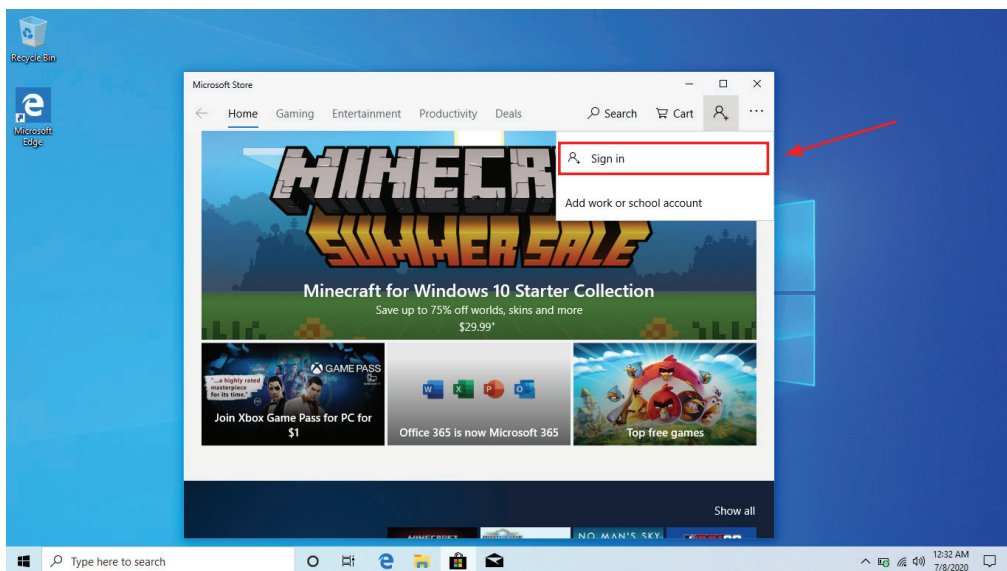 Recycle Bin
Microsoft
Edge
Microsoft Store
Home Gaming Entertainment Productivity Deals Search Cart
Sign in
Add work or school account
SUMMER SALE
Minecraft for Windows 10 Starter Collection
Save up to 75% off worlds, skins and more
$29.99*
"...a highly rated
masterpiece
for its time."
GAME PASS
Join Xbox Game Pass for PC for
$1
W X P O
Office 365 is now Microsoft 365
Top free games
Show all
MINECRAFT
NO MAN'S SKY
Type here to search
12:32 AM
7/8/2020